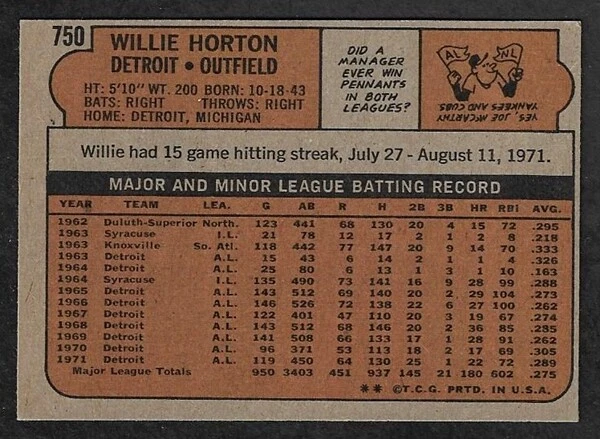 750
WILLIE HORTON
DETROIT • OUTFIELD
HT: 5'10" WT. 200 BORN: 10-18-43
BATS: RIGHT THROWS: RIGHT
HOME: DETROIT, MICHIGAN
DID A
MANAGER
EVER WIN
PENNANTS
IN BOTH
LEAGUES?
AL NL
YES, JOE McCARTHY
YANKEES AND CUBS
Willie had 15 game hitting streak, July 27 - August 11, 1971.
MAJOR AND MINOR LEAGUE BATTING RECORD
YEAR TEAM LEA. G AB R H 2B 3B HR RBI AVG.
1962 Duluth-Superior North. 123 441 68 130 20 4 15 72 .295
1963 Syracuse I.L. 21 78 12 17 2 1 2 8 .218
1963 Knoxville So. Atl. 118 442 77 147 20 9 14 70 .333
1963 Detroit A.L. 15 43 6 14 2 1 1 4 .326
1964 Detroit A.L. 25 80 6 13 1 3 1 10 .163
1964 Syracuse I.L. 135 490 73 141 16 9 28 99 .288
1965 Detroit A.L. 143 512 69 140 20 2 29 104 .273
1966 Detroit A.L. 146 526 72 138 22 6 27 100 .262
1967 Detroit A.L. 122 401 47 110 20 3 19 67 .274
1968 Detroit A.L. 143 512 68 146 20 2 36 85 .285
1969 Detroit A.L. 141 508 66 133 17 1 28 91 .262
1970 Detroit A.L. 96 371 53 113 18 2 17 69 .305
1971 Detroit A.L. 119 450 64 130 25 1 22 72 .289
Major League Totals 950 3403 451 937 145 21 180 602 .275
** ©T.C.G. PRTD. IN U.S.A.